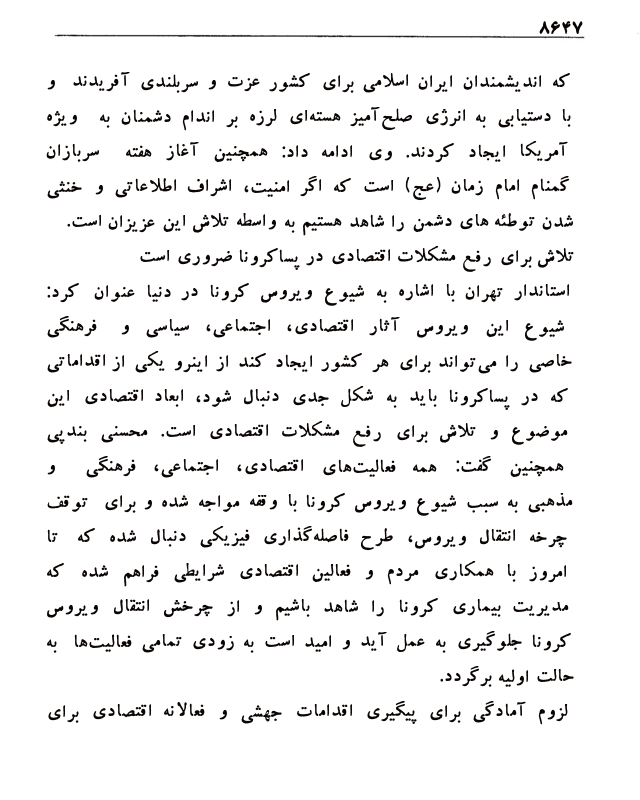 ۸۶۴۷
که اندیشمندان ایران اسلامی برای کشور عزت و سربلندی آفریدند و
با دستیابی به انرژی صلح‌آمیز هسته‌ای لرزه بر اندام دشمنان به ویژه
آمریکا ایجاد کردند. وی ادامه داد: همچنین آغاز هفته سربازان
گمنام امام زمان (عج) است که اگر امنیت، اشراف اطلاعاتی و خنثی
شدن توطئه های دشمن را شاهد هستیم به واسطه تلاش این عزیزان است.
تلاش برای رفع مشکلات اقتصادی در پساکرونا ضروری است
استاندار تهران با اشاره به شیوع ویروس کرونا در دنیا عنوان کرد:
شیوع این ویروس آثار اقتصادی، اجتماعی، سیاسی و فرهنگی
خاصی را می‌تواند برای هر کشور ایجاد کند از اینرو یکی از اقداماتی
که در پساکرونا باید به شکل جدی دنبال شود، ابعاد اقتصادی این
موضوع و تلاش برای رفع مشکلات اقتصادی است. محسنی بندپی
همچنین گفت: همه فعالیت‌های اقتصادی، اجتماعی، فرهنگی و
مذهبی به سبب شیوع ویروس کرونا با وقفه مواجه شده و برای توقف
چرخه انتقال ویروس، طرح فاصله‌گذاری فیزیکی دنبال شده که تا
امروز با همکاری مردم و فعالین اقتصادی شرایطی فراهم شده که
مدیریت بیماری کرونا را شاهد باشیم و از چرخش انتقال ویروس
کرونا جلوگیری به عمل آید و امید است به زودی تمامی فعالیت‌ها به
حالت اولیه برگردد.
لزوم آمادگی برای پیگیری اقدامات جهشی و فعالانه اقتصادی برای